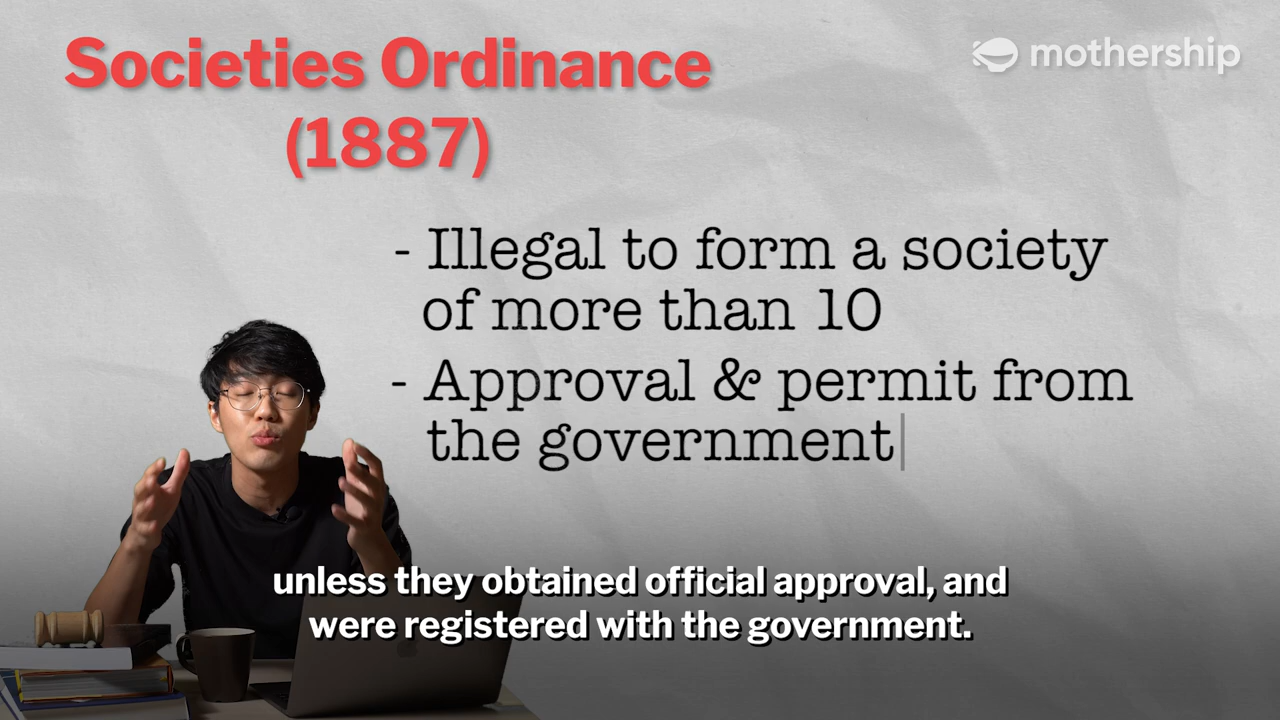 Societies Ordinance
(1887)
mothership
- Illegal to form a society
of more than 10
- Approval & permit from
the government
unless they obtained official approval, and
were registered with the government.